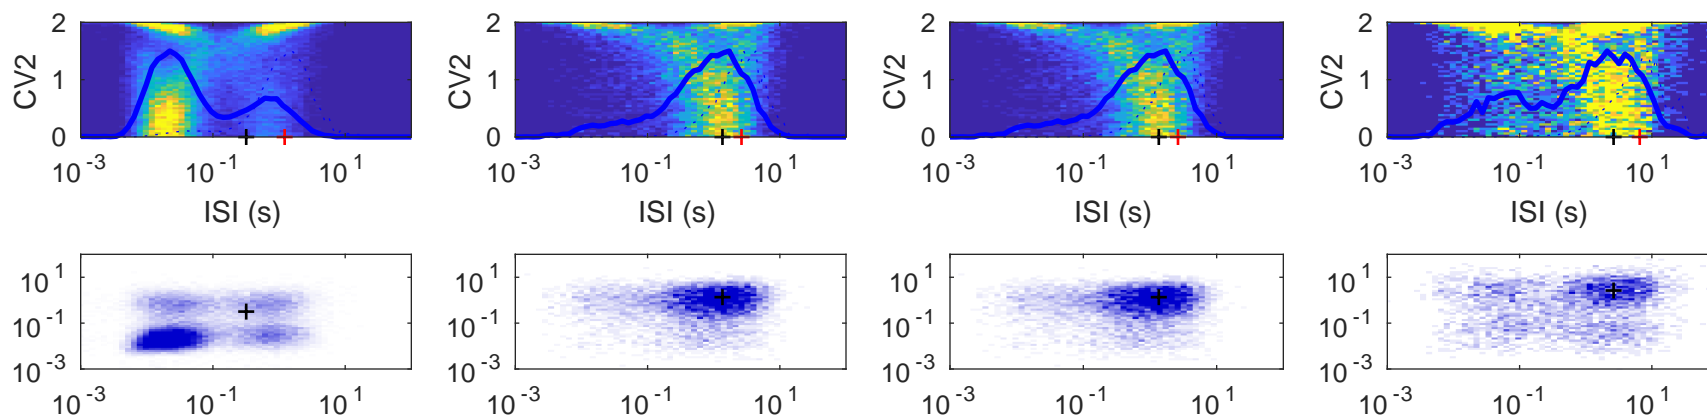 2 2 2 2
CV2 CV2 CV2 CV2
1 1 1 1
0 0 0 0
10^-3 10^-1 10^1 10^-3 10^-1 10^1 10^-3 10^-1 10^1 10^-3 10^-1 10^1
ISI (s) ISI (s) ISI (s) ISI (s)
10^1 10^1 10^1 10^1
10^-1 10^-1 10^-1 10^-1
10^-3 10^-3 10^-3 10^-3
10^-3 10^-1 10^1 10^-3 10^-1 10^1 10^-3 10^-1 10^1 10^-3 10^-1 10^1